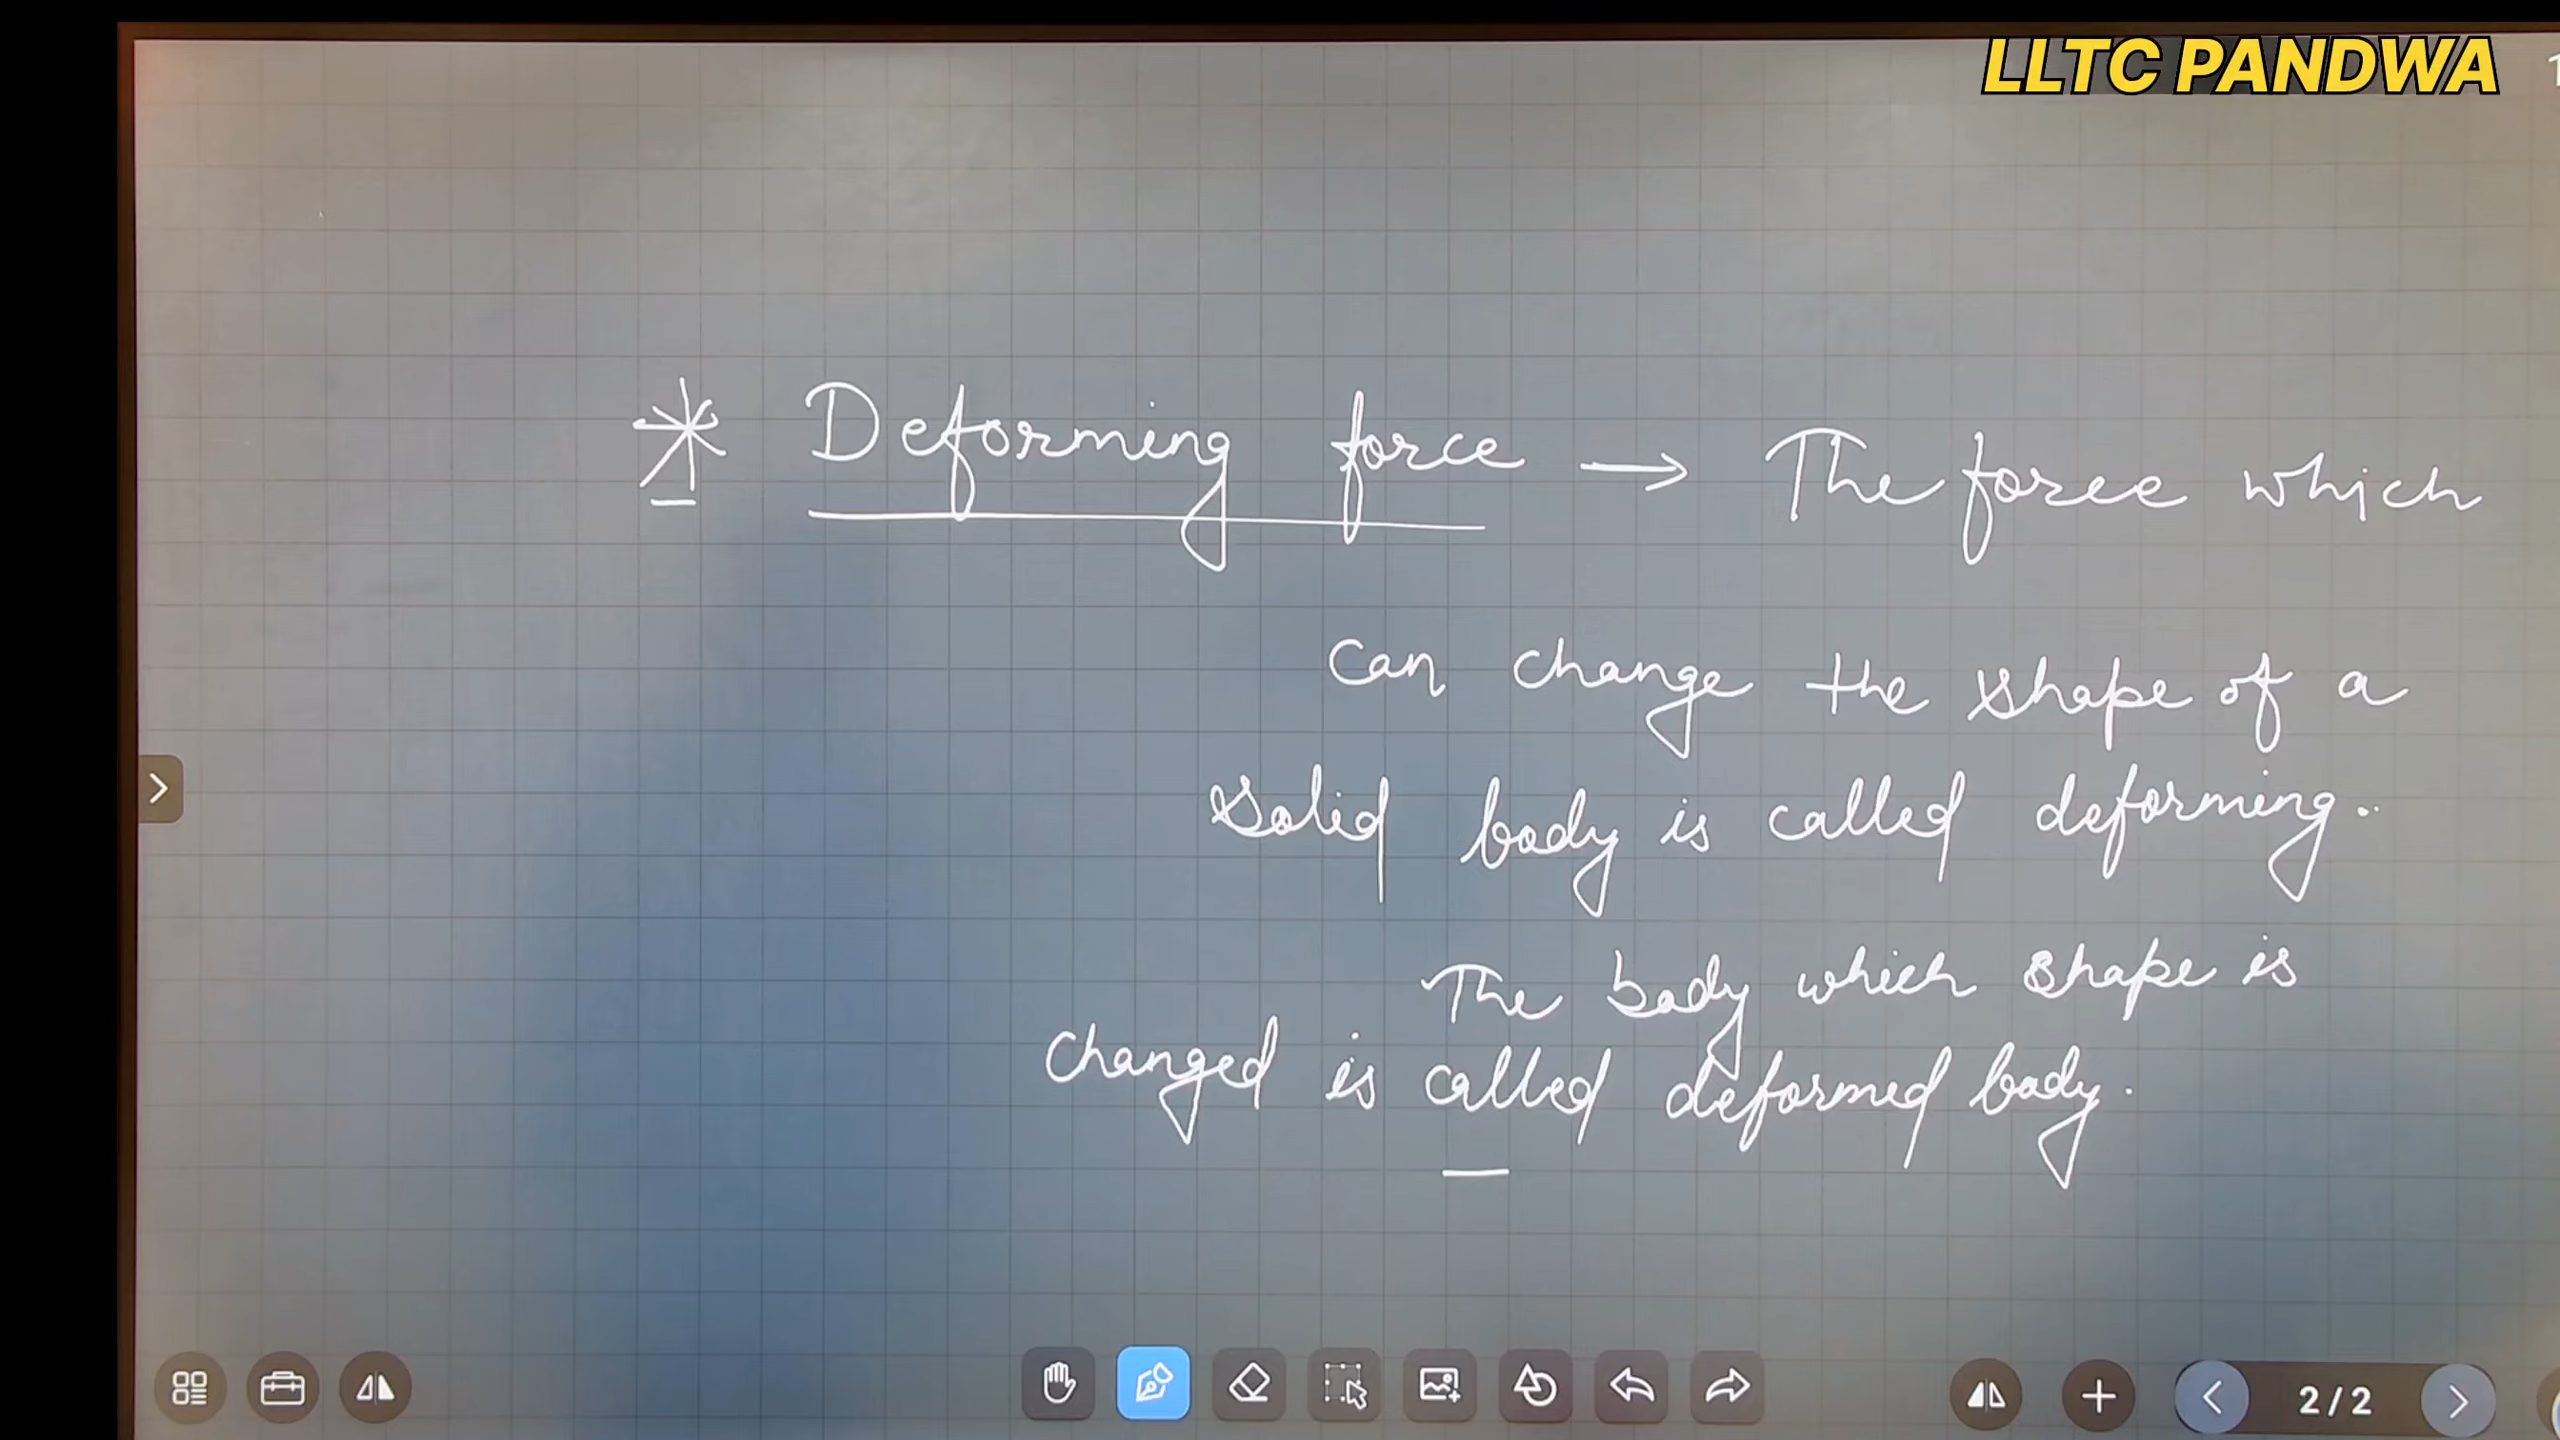 LLTC PANDWA
* Deforming force → The force which
can change the shape of a
solid body is called deforming..
The body which shape is
changed is called deformed body.
2/2